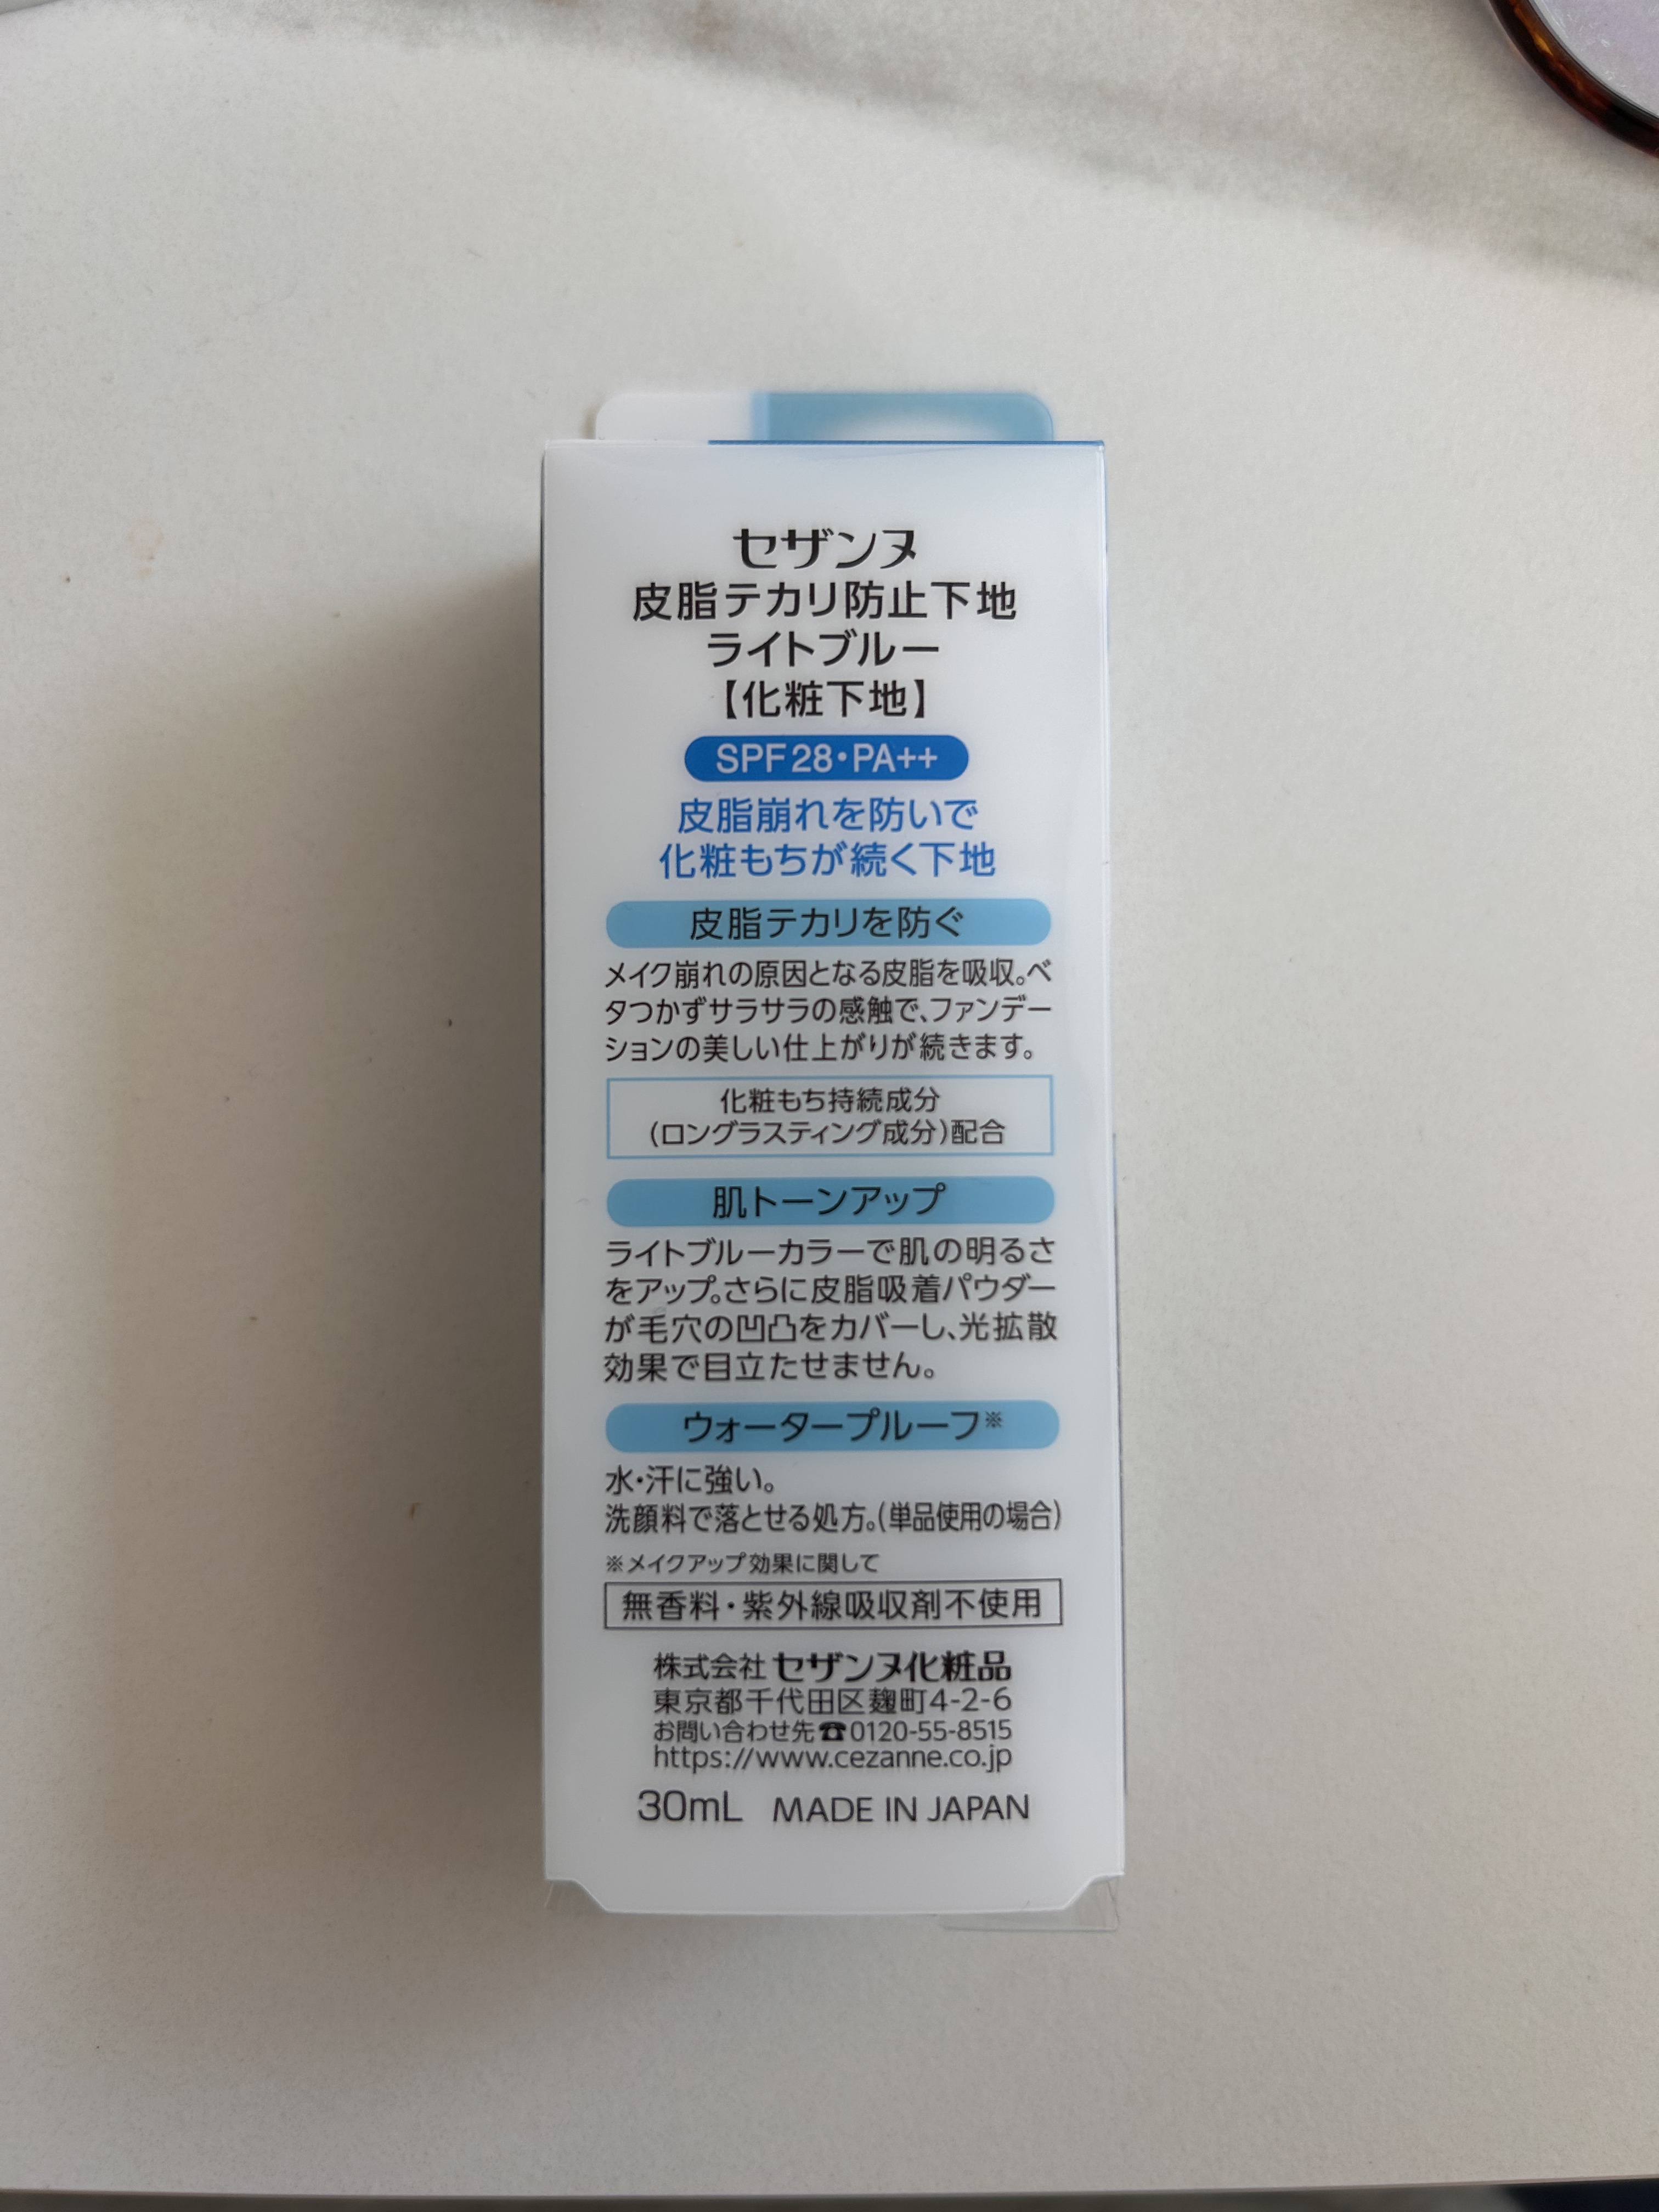 セザンヌ
皮脂テカリ防止下地
ライトブルー
【化粧下地】
SPF28・PA++
皮脂崩れを防いで
化粧もちが続く下地
皮脂テカリを防ぐ
メイク崩れの原因となる皮脂を吸収。ベ
タつかずサラサラの感触で、ファンデー
ションの美しい仕上がりが続きます。
化粧もち持続成分
(ロングラスティング成分)配合
肌トーンアップ
ライトブルーカラーで肌の明るさ
をアップ。さらに皮脂吸着パウダー
が毛穴の凹凸をカバーし、光拡散
効果で目立たせません。
ウォータープルーフ※
水・汗に強い。
洗顔料で落とせる処方。(単品使用の場合)
※メイクアップ効果に関して
無香料・紫外線吸収剤不使用
株式会社 セザンヌ化粧品
東京都千代田区麹町4-2-6
お問い合わせ先☎0120-55-8515
https://www.cezanne.co.jp
30mL MADE IN JAPAN